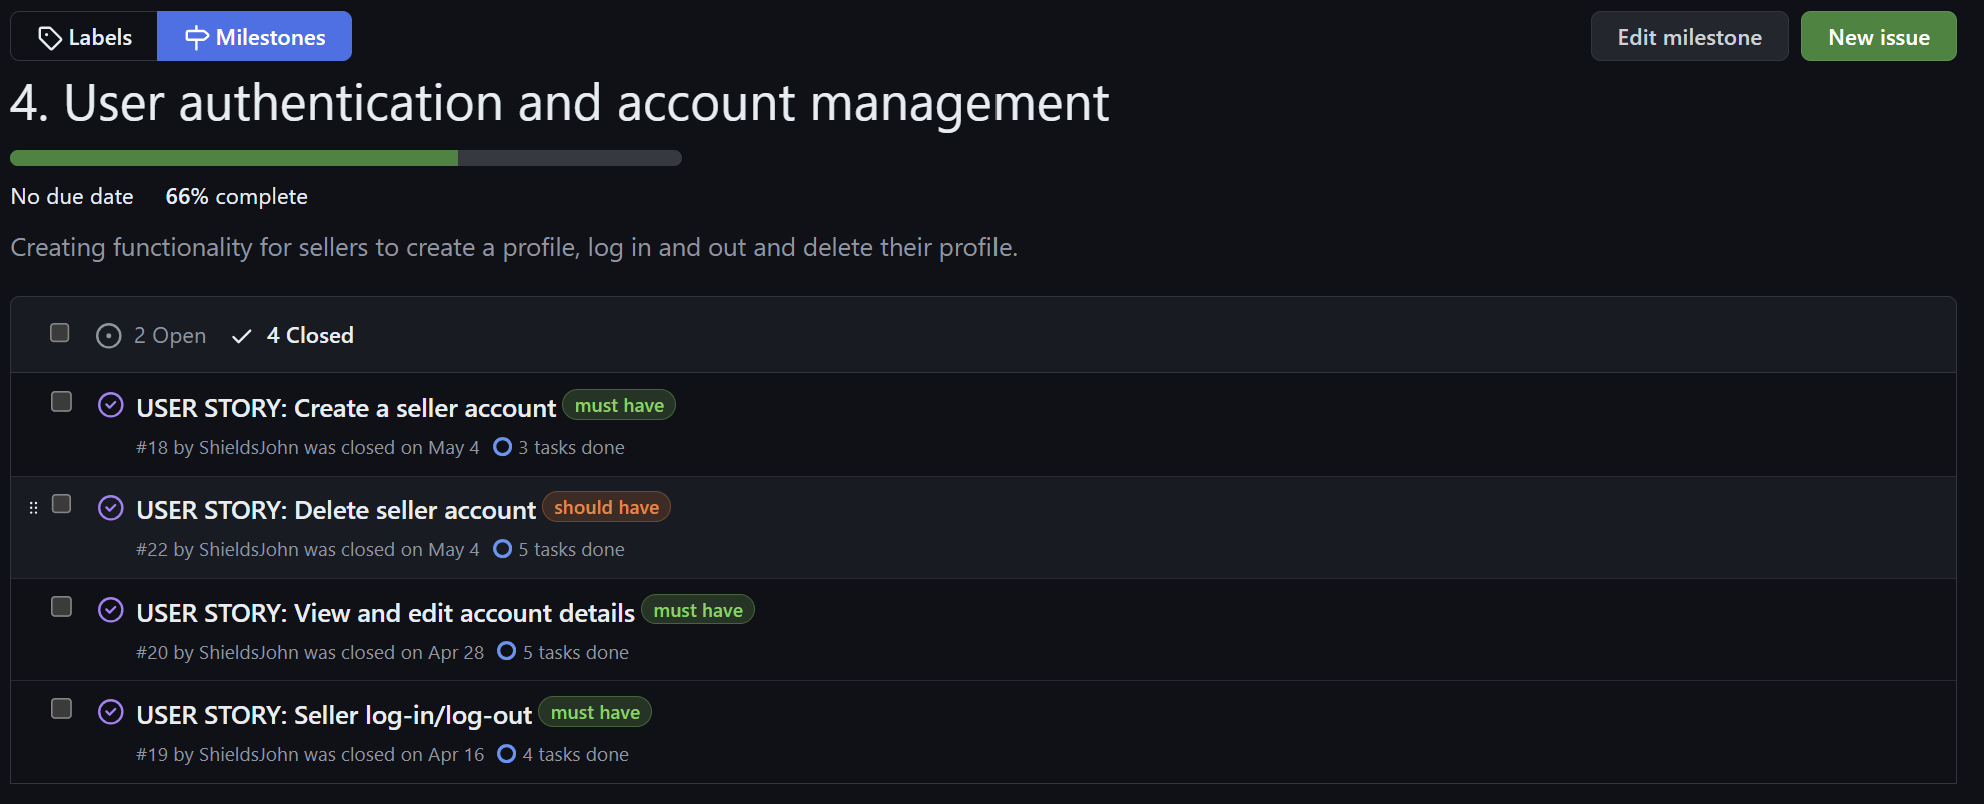 Labels Milestones Edit milestone New issue
4. User authentication and account management
No due date 66% complete
Creating functionality for sellers to create a profile, log in and out and delete their profile.
2 Open 4 Closed
USER STORY: Create a seller account must have
#18 by ShieldsJohn was closed on May 4 3 tasks done
USER STORY: Delete seller account should have
#22 by ShieldsJohn was closed on May 4 5 tasks done
USER STORY: View and edit account details must have
#20 by ShieldsJohn was closed on Apr 28 5 tasks done
USER STORY: Seller log-in/log-out must have
#19 by ShieldsJohn was closed on Apr 16 4 tasks done